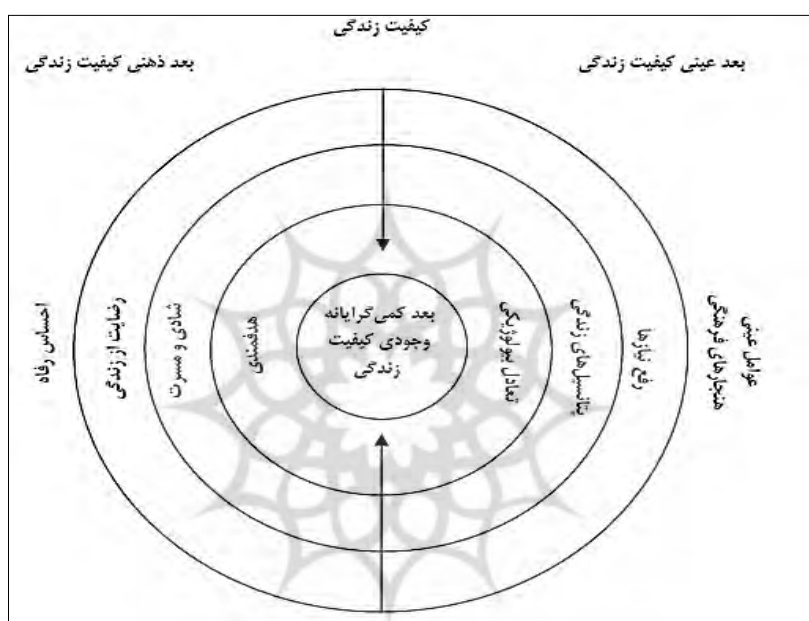 کیفیت زندگی
بعد عینی کیفیت زندگی
بعد ذهنی کیفیت زندگی
عوامل عینی
هنجارهای فرهنگی
رفع نیازها
پتانسیل‌های زندگی
تعادل بیولوژیکی
بعد کمی‌گرایانه
وجودی کیفیت
زندگی
هدفمندی
شادی و مسرت
رضایت از زندگی
احساس رفاه